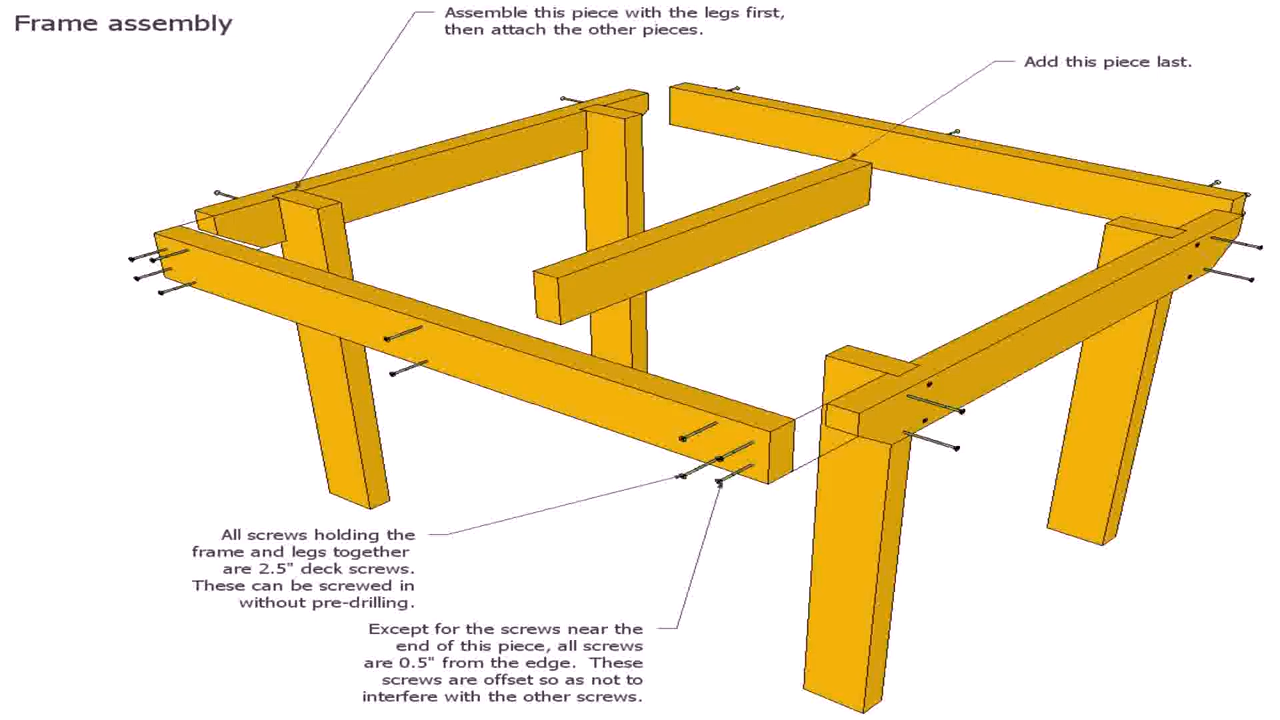 Frame assembly
Assemble this piece with the legs first,
then attach the other pieces.
Add this piece last.
All screws holding the
frame and legs together
are 2.5" deck screws.
These can be screwed in
without pre-drilling.
Except for the screws near the
end of this piece, all screws
are 0.5" from the edge.  These
screws are offset so as not to
interfere with the other screws.